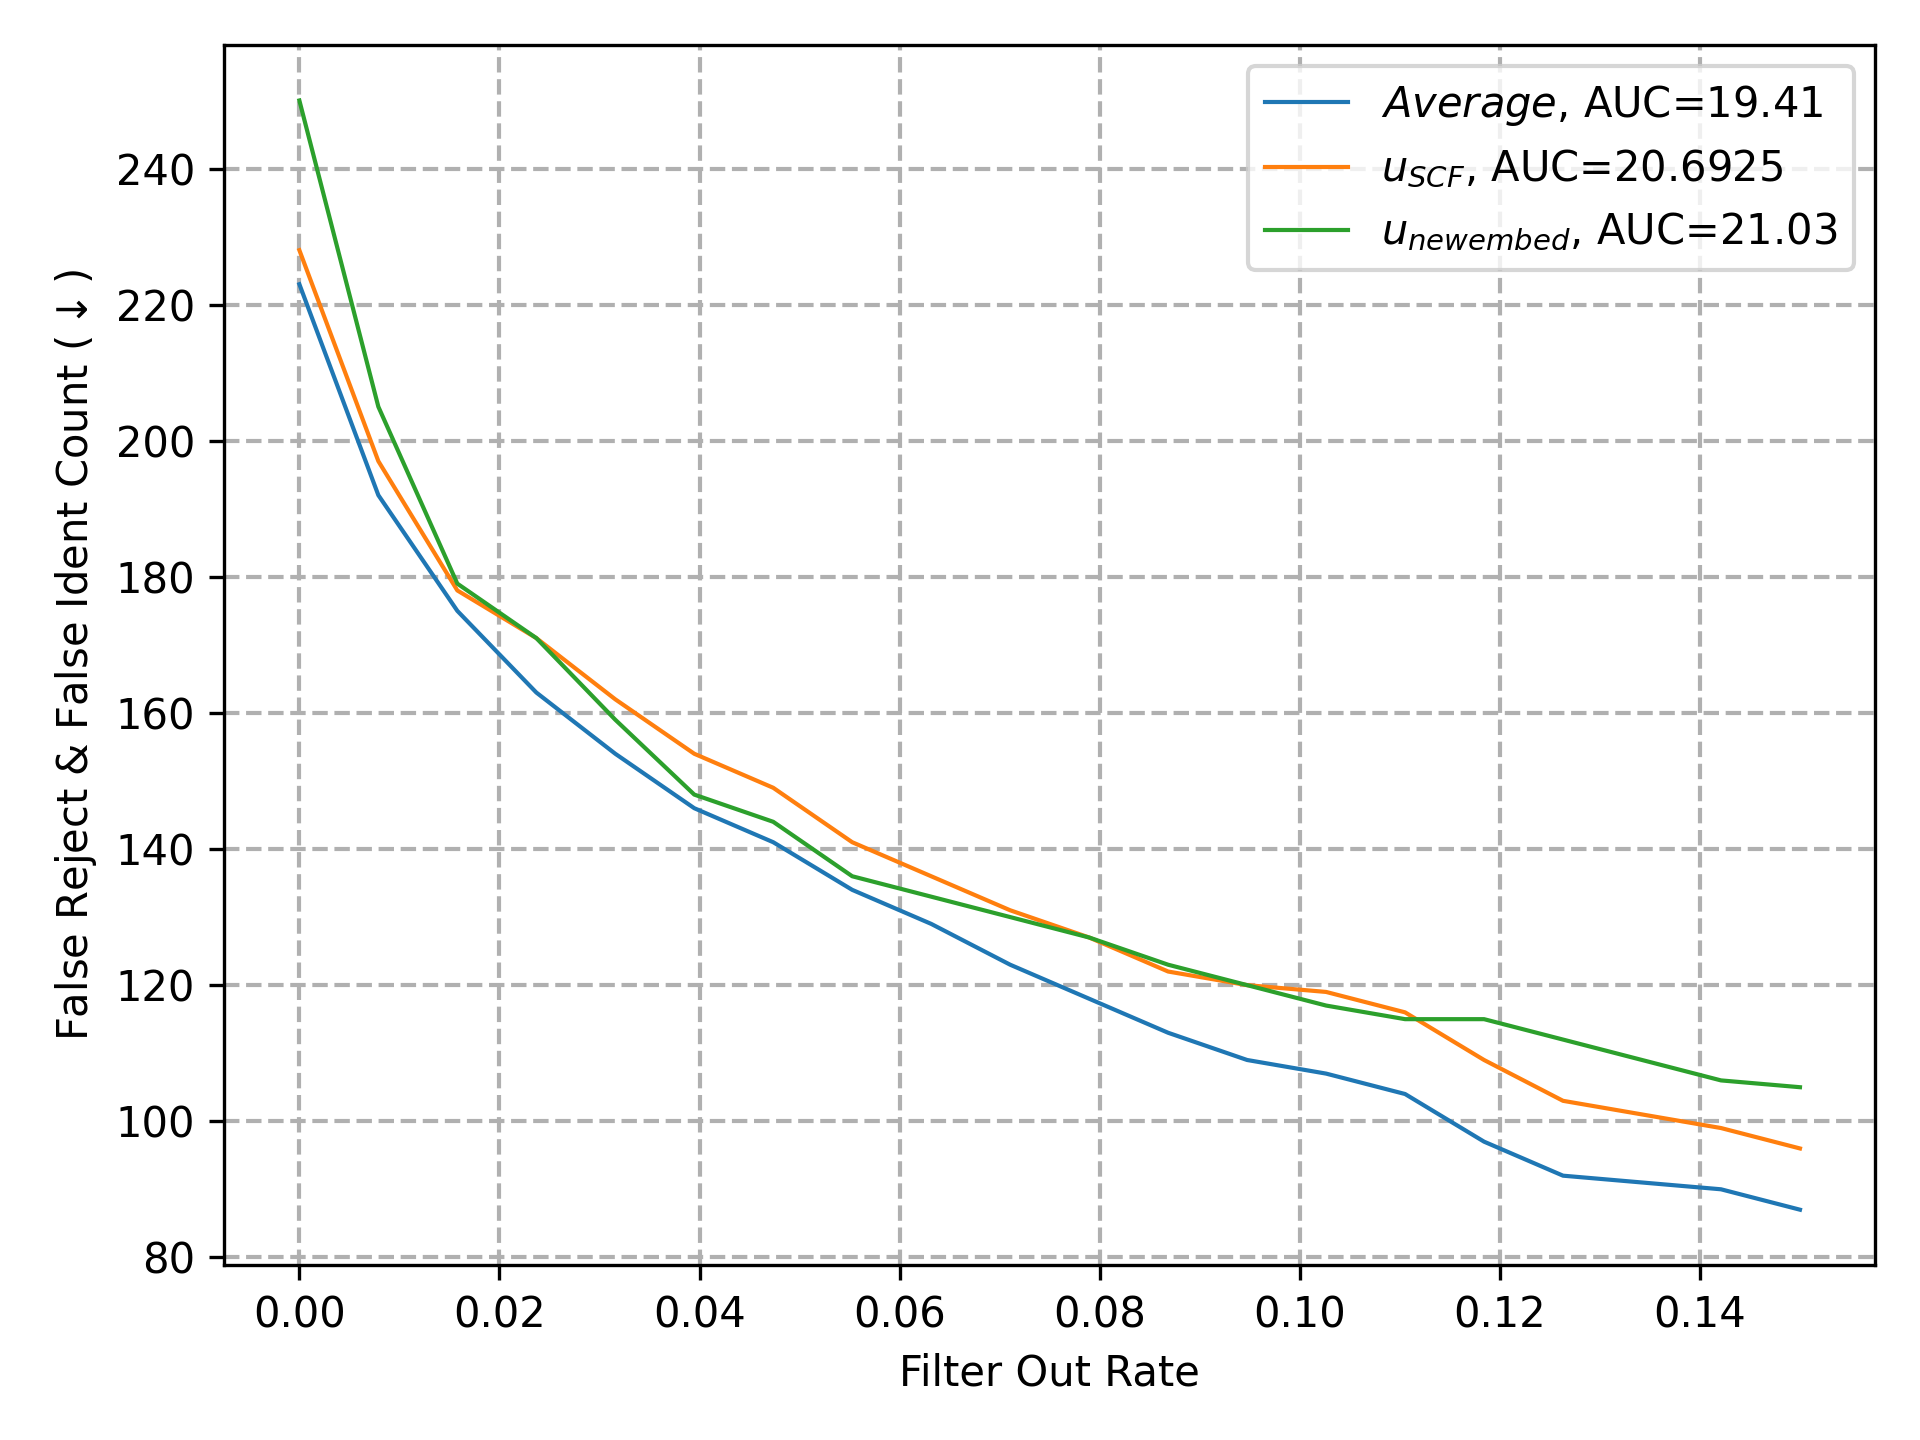 Average, AUC=19.41
uSCF, AUC=20.6925
unewembed, AUC=21.03
False Reject & False Ident Count ( ↓ )
240
220
200
180
160
140
120
100
80
0.00 0.02 0.04 0.06 0.08 0.10 0.12 0.14
Filter Out Rate